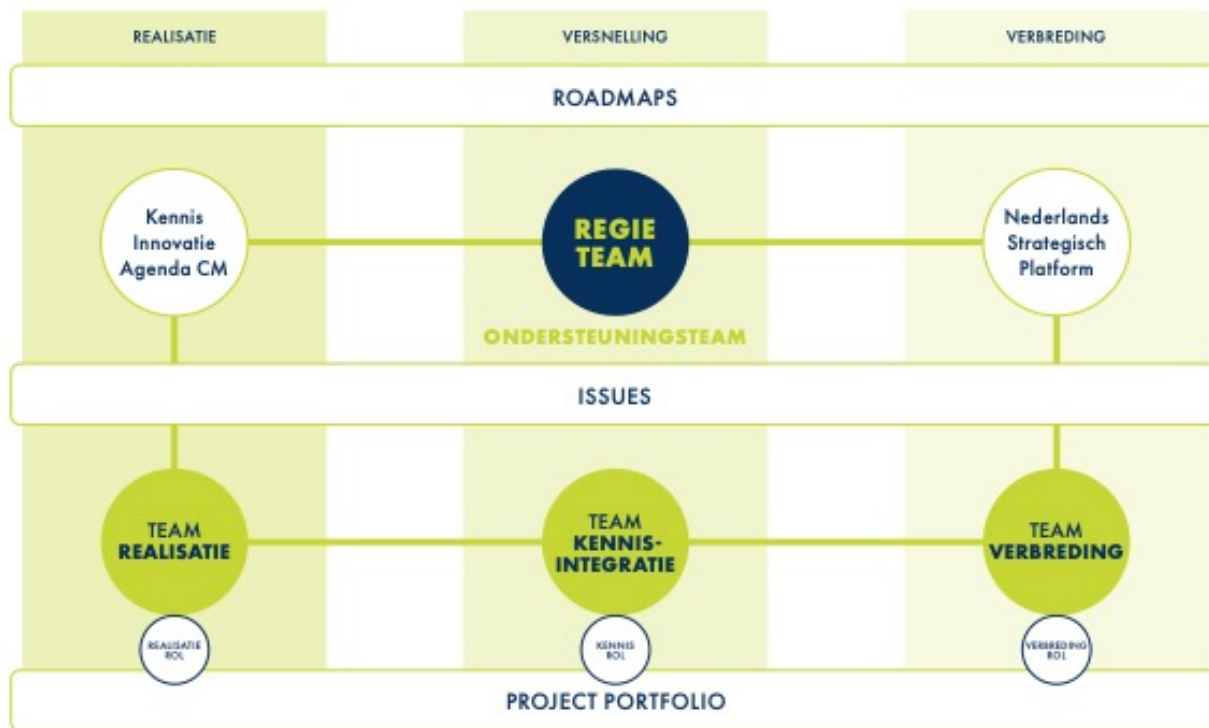 REALISATIE
VERSNELLING
VERBREDING
ROADMAPS
Kennis
Innovatie
Agenda CM
REGIE
TEAM
Nederlands
Strategisch
Platform
ONDERSTEUNINGSTEAM
ISSUES
TEAM
REALISATIE
TEAM
KENNIS-
INTEGRATIE
TEAM
VERBREDING
REALISATIE
ROL
KENNIS
ROL
VERBREDING
ROL
PROJECT PORTFOLIO